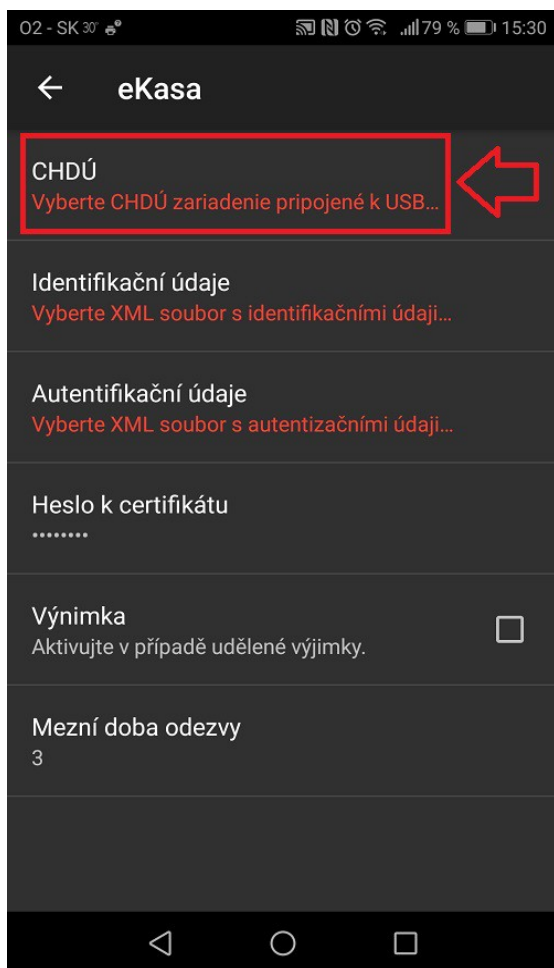 O2 - SK 30° 79 % 15:30
eKasa
CHDÚ
Vyberte CHDÚ zariadenie pripojené k USB...
Identifikační údaje
Vyberte XML soubor s identifikačními údaji...
Autentifikační údaje
Vyberte XML soubor s autentizačními údaji...
Heslo k certifikátu
••••••••
Výnimka
Aktivujte v případě udělené výjimky.
Mezní doba odezvy
3